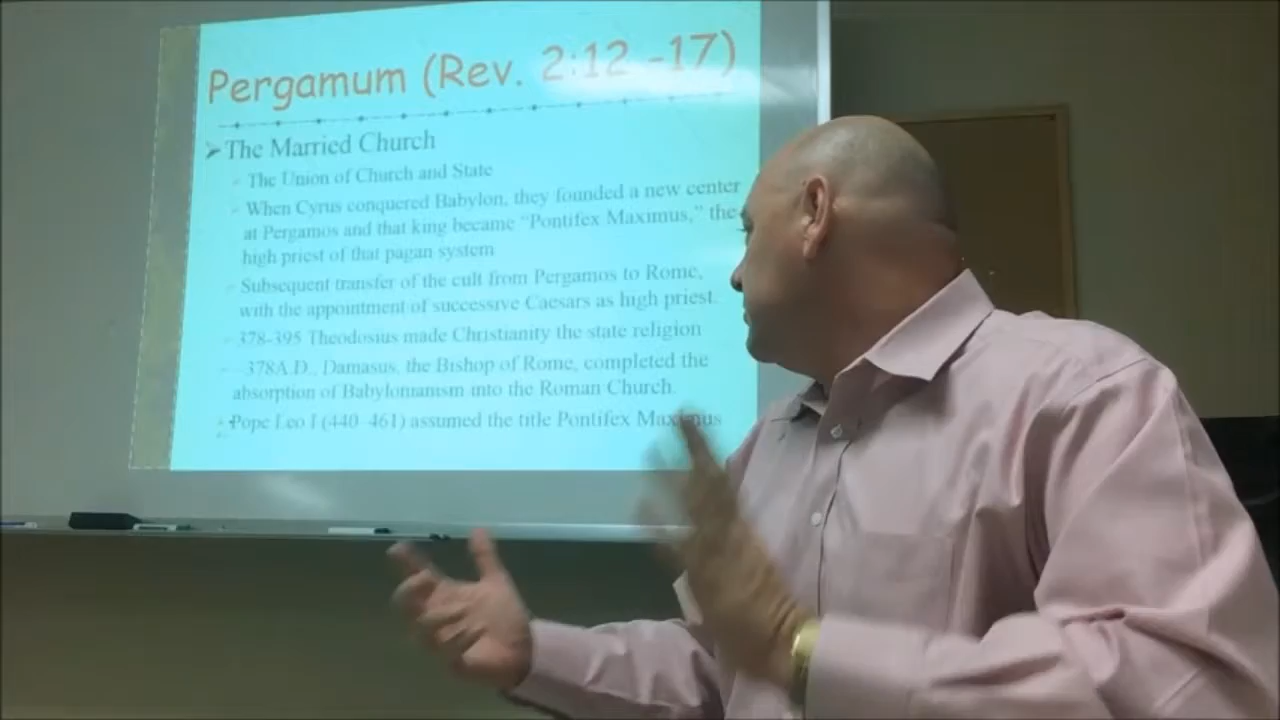 Pergamum (Rev. 2:12 -17)
The Married Church
The Union of Church and State
When Cyrus conquered Babylon, they founded a new center
at Pergamos and that king became “Pontifex Maximus,” the
high priest of that pagan system
Subsequent transfer of the cult from Pergamos to Rome,
with the appointment of successive Caesars as high priest.
378-395 Theodosius made Christianity the state religion
378A.D., Damasus, the Bishop of Rome, completed the
absorption of Babylonianism into the Roman Church.
Pope Leo I (440-461) assumed the title Pontifex Maximus